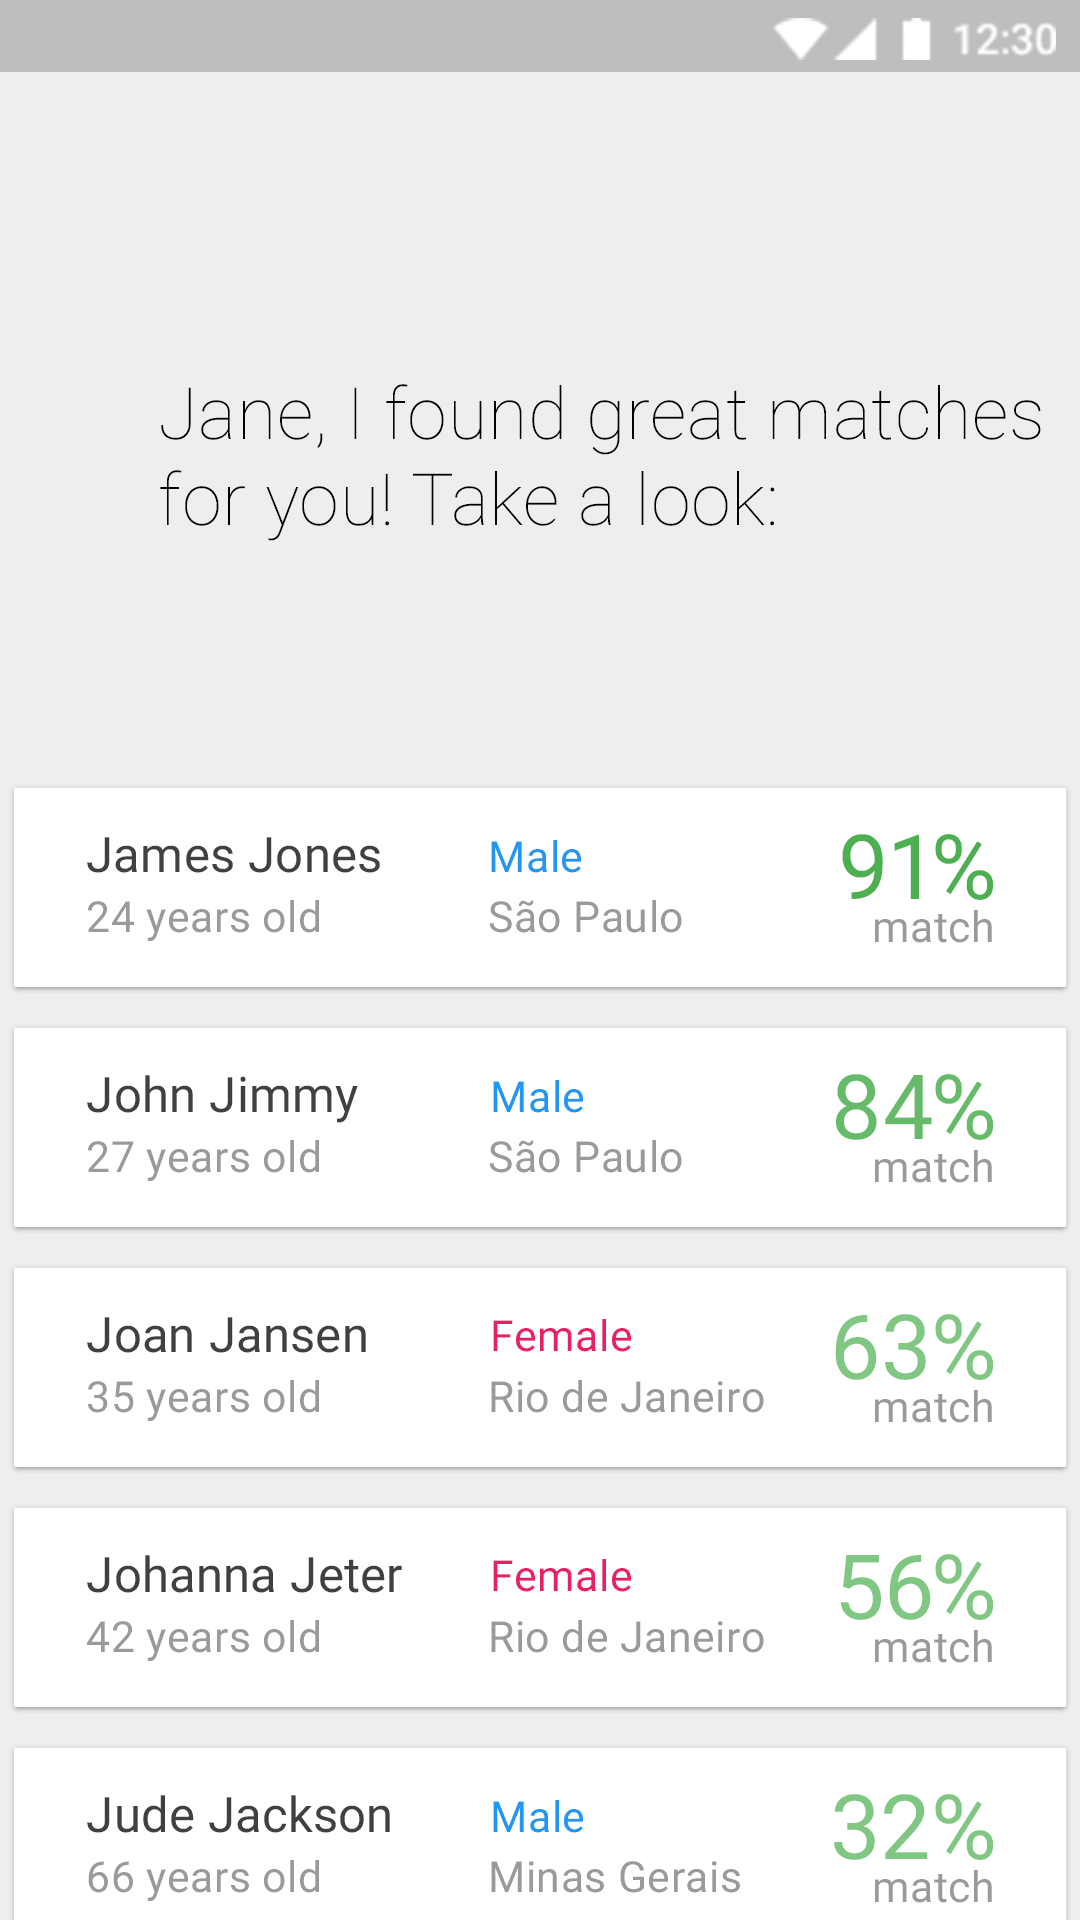 12:30
Jane, I found great matches
for you! Take a look:
James Jones Male 91%
24 years old São Paulo match
John Jimmy Male 84%
27 years old São Paulo match
Joan Jansen Female 63%
35 years old Rio de Janeiro match
Johanna Jeter Female 56%
42 years old Rio de Janeiro match
Jude Jackson Male 32%
66 years old Minas Gerais match